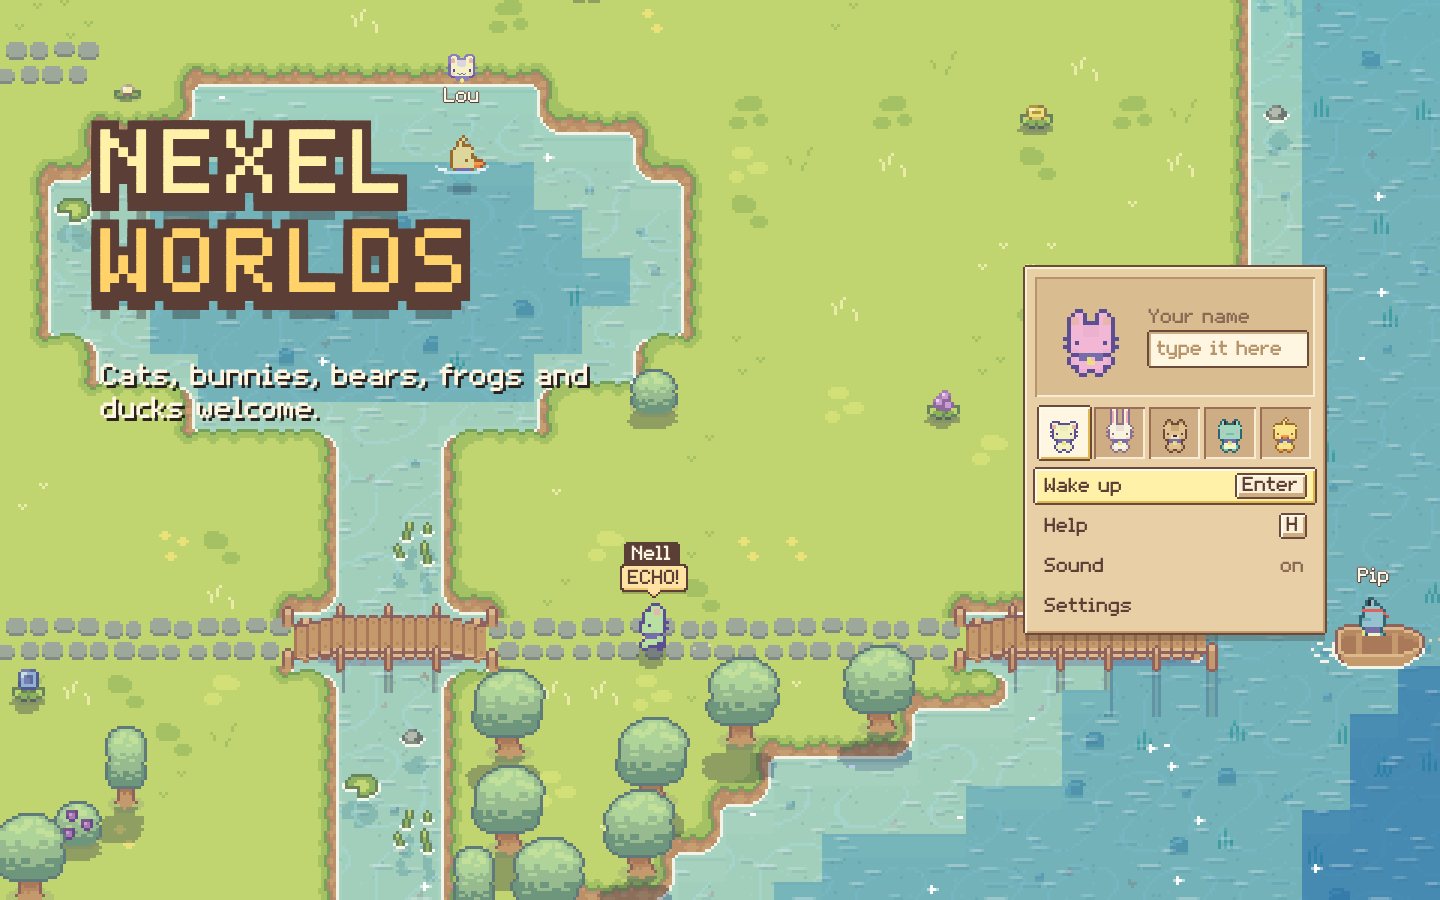 Lou
NEXEL
WORLDS
Cats, bunnies, bears, frogs and
ducks welcome.
Your name
type it here
Wake up Enter
Help H
Sound on
Settings
Nell
ECHO!
Pip